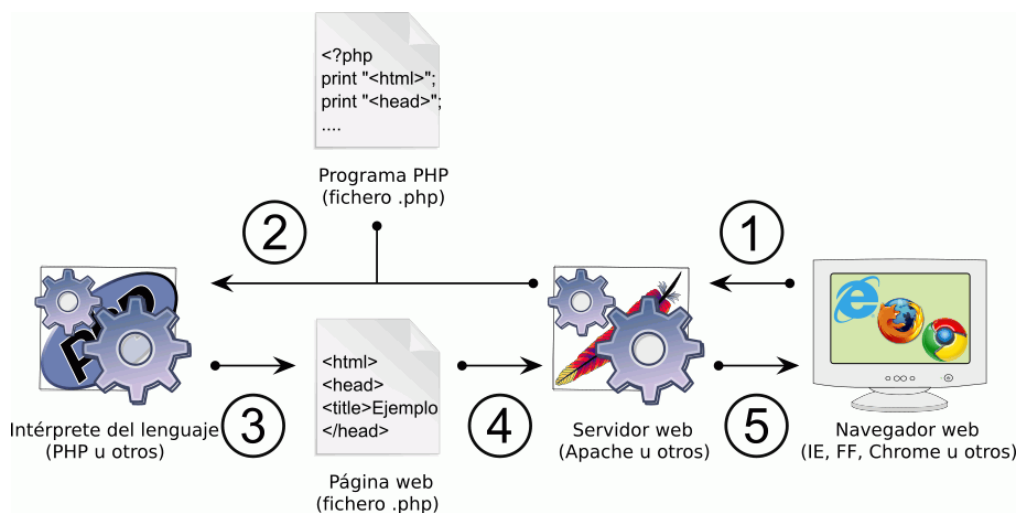 <?php
print "<html>";
print "<head>";
....
Programa PHP
(fichero .php)
2
1
PHP
<html>
<head>
<title>Ejemplo
</head>
3
4
5
Intérprete del lenguaje
(PHP u otros)
Página web
(fichero .php)
Servidor web
(Apache u otros)
Navegador web
(IE, FF, Chrome u otros)